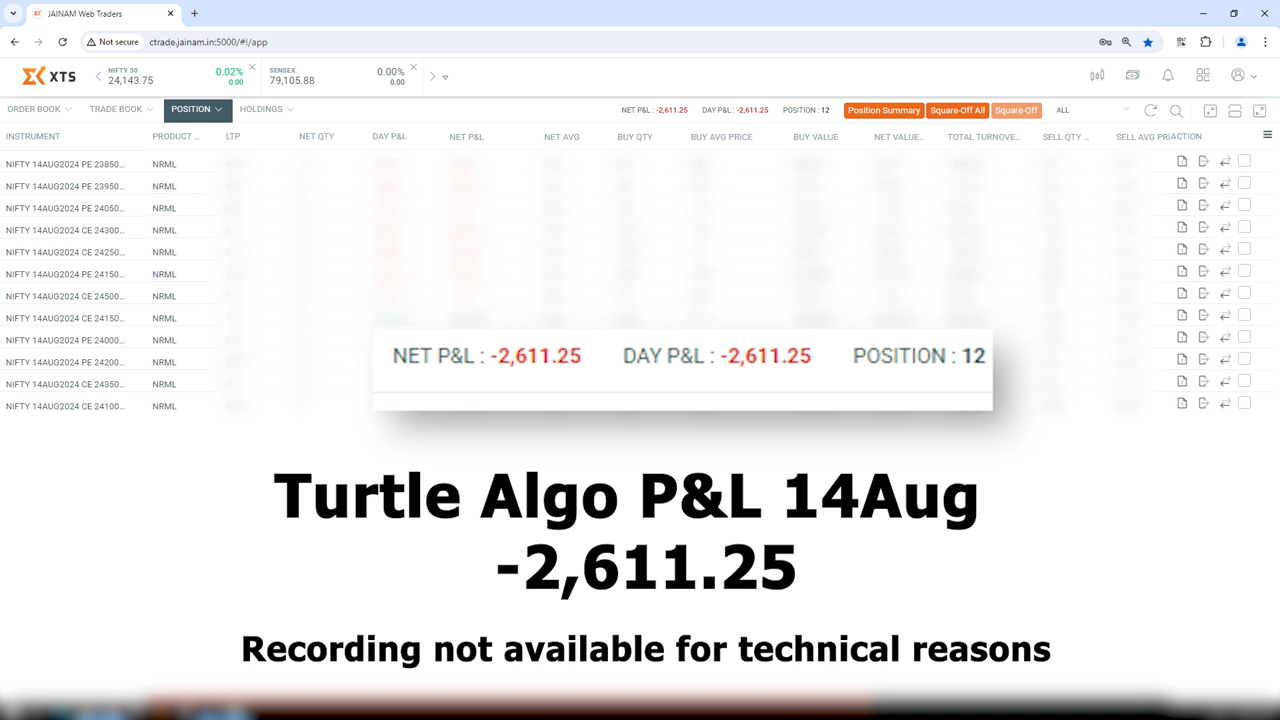 JAINAM Web Traders
Not secure ctrade.jainam.in:5000/#!/app
XTS
NIFTY 50 0.02%
24,143.75 0.00
SENSEX 0.00%
79,105.88 0.00
ORDER BOOK TRADE BOOK POSITION HOLDINGS NET P&L : -2,611.25 DAY P&L : -2,611.25 POSITION : 12 Position Summary Square-Off All Square-Off ALL
INSTRUMENT PRODUCT ... LTP NET QTY DAY P&L NET P&L NET AVG BUY QTY BUY AVG PRICE BUY VALUE NET VALUE... TOTAL TURNOVE... SELL QTY ... SELL AVG PRI ACTION
NIFTY 14AUG2024 PE 23850... NRML
NIFTY 14AUG2024 PE 23950... NRML
NIFTY 14AUG2024 PE 24050... NRML
NIFTY 14AUG2024 CE 24300... NRML
NIFTY 14AUG2024 CE 24250... NRML
NIFTY 14AUG2024 PE 24150... NRML
NIFTY 14AUG2024 CE 24500... NRML
NIFTY 14AUG2024 CE 24150... NRML
NIFTY 14AUG2024 PE 24000... NRML
NIFTY 14AUG2024 PE 24200... NRML
NIFTY 14AUG2024 CE 24350... NRML
NIFTY 14AUG2024 CE 24100... NRML
NET P&L : -2,611.25 DAY P&L : -2,611.25 POSITION : 12
Turtle Algo P&L 14Aug
-2,611.25
Recording not available for technical reasons